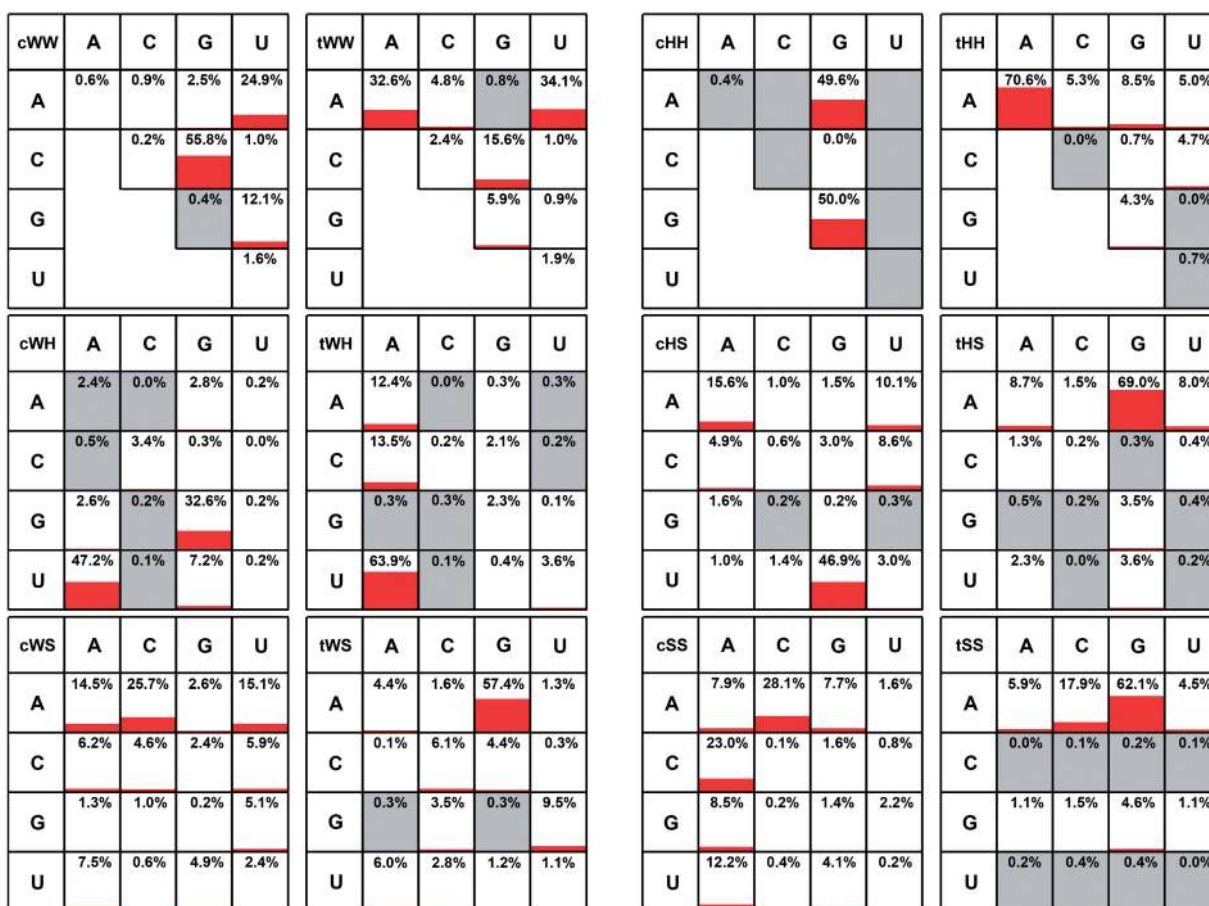 cWW A C G U
A 0.6% 0.9% 2.5% 24.9%
C 0.2% 55.8% 1.0%
G 0.4% 12.1%
U 1.6%
tWW A C G U
A 32.6% 4.8% 0.8% 34.1%
C 2.4% 15.6% 1.0%
G 5.9% 0.9%
U 1.9%
cHH A C G U
A 0.4% 49.6%
C 0.0%
G 50.0%
U
tHH A C G U
A 70.6% 5.3% 8.5% 5.0%
C 0.0% 0.7% 4.7%
G 4.3% 0.0%
U 0.7%
cWH A C G U
A 2.4% 0.0% 2.8% 0.2%
C 0.5% 3.4% 0.3% 0.0%
G 2.6% 0.2% 32.6% 0.2%
U 47.2% 0.1% 7.2% 0.2%
tWH A C G U
A 12.4% 0.0% 0.3% 0.3%
C 13.5% 0.2% 2.1% 0.2%
G 0.3% 0.3% 2.3% 0.1%
U 63.9% 0.1% 0.4% 3.6%
cHS A C G U
A 15.6% 1.0% 1.5% 10.1%
C 4.9% 0.6% 3.0% 8.6%
G 1.6% 0.2% 0.2% 0.3%
U 1.0% 1.4% 46.9% 3.0%
tHS A C G U
A 8.7% 1.5% 69.0% 8.0%
C 1.3% 0.2% 0.3% 0.4%
G 0.5% 0.2% 3.5% 0.4%
U 2.3% 0.0% 3.6% 0.2%
cWS A C G U
A 14.5% 25.7% 2.6% 15.1%
C 6.2% 4.6% 2.4% 5.9%
G 1.3% 1.0% 0.2% 5.1%
U 7.5% 0.6% 4.9% 2.4%
tWS A C G U
A 4.4% 1.6% 57.4% 1.3%
C 0.1% 6.1% 4.4% 0.3%
G 0.3% 3.5% 0.3% 9.5%
U 6.0% 2.8% 1.2% 1.1%
cSS A C G U
A 7.9% 28.1% 7.7% 1.6%
C 23.0% 0.1% 1.6% 0.8%
G 8.5% 0.2% 1.4% 2.2%
U 12.2% 0.4% 4.1% 0.2%
tSS A C G U
A 5.9% 17.9% 62.1% 4.5%
C 0.0% 0.1% 0.2% 0.1%
G 1.1% 1.5% 4.6% 1.1%
U 0.2% 0.4% 0.4% 0.0%